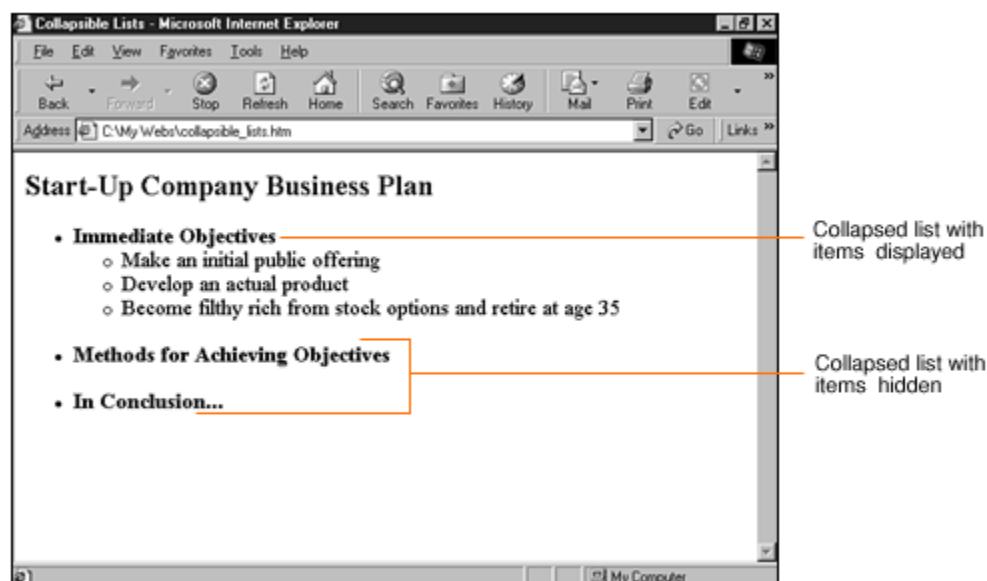 Collapsible Lists - Microsoft Internet Explorer
File Edit View Favorites Tools Help
Back Forward Stop Refresh Home Search Favorites History Mail Print Edit »
Address C:\My Webs\collapsible_lists.htm Go Links »
Start-Up Company Business Plan
• Immediate Objectives
○ Make an initial public offering
○ Develop an actual product
○ Become filthy rich from stock options and retire at age 35
• Methods for Achieving Objectives
• In Conclusion...
My Computer
Collapsed list with
items displayed
Collapsed list with
items hidden